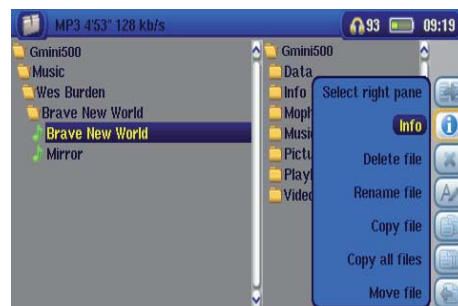 MP3 4'53" 128 kb/s
93
09:19
Gmini500
Music
Wes Burden
Brave New World
Brave New World
Mirror
Gmini500
Data
Info
Moph
Musi
Pictu
Playl
Video
Select right pane
Info
Delete file
Rename file
Copy file
Copy all files
Move file